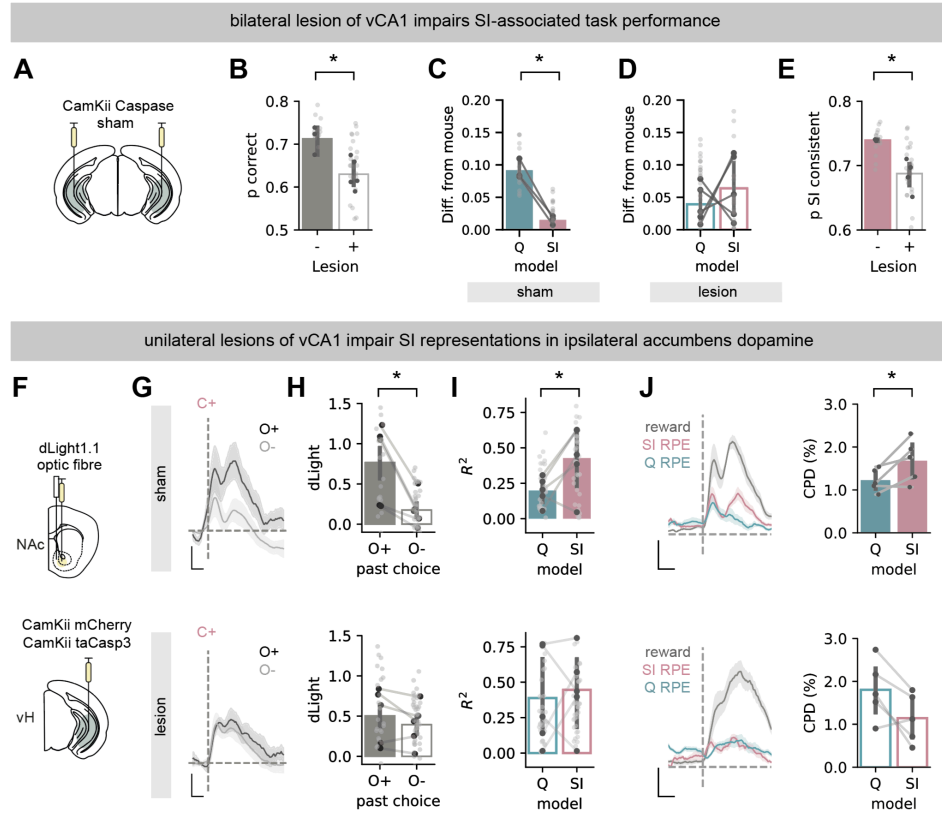 bilateral lesion of vCA1 impairs SI-associated task performance
A
CamKii Caspase
sham
B
*
p correct
0.8
0.7
0.6
0.5
- +
Lesion
C
*
Diff. from mouse
0.20
0.15
0.10
0.05
0.00
Q SI
model
sham
D
Diff. from mouse
0.20
0.15
0.10
0.05
0.00
Q SI
model
lesion
E
*
p SI consistent
0.8
0.7
0.6
- +
Lesion
unilateral lesions of vCA1 impair SI representations in ipsilateral accumbens dopamine
F
dLight1.1
optic fibre
NAc
CamKii mCherry
CamKii taCasp3
vH
G
sham
C+
O+
O-
lesion
C+
O+
O-
H
*
dLight
1.5
1.0
0.5
0.0
O+ O-
past choice
dLight
1.5
1.0
0.5
0.0
O+ O-
past choice
I
*
R²
0.75
0.50
0.25
0.00
Q SI
model
R²
0.75
0.50
0.25
0.00
Q SI
model
J
reward
SI RPE
Q RPE
*
CPD (%)
3.0
2.0
1.0
0.0
Q SI
model
reward
SI RPE
Q RPE
CPD (%)
3.0
2.0
1.0
0.0
Q SI
model